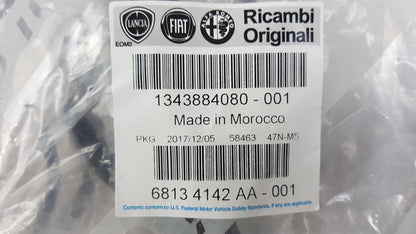 LANCIA FIAT ALFA ROMEO
EDM3
Ricambi
Originali
1343884080 - 001
Made in Morocco
PKG 2017/12/05 58463 47N-M5
6813 4142 AA - 001
Contents conform to U.S. Federal Motor Vehicle Safety Standards, if any are applicable.